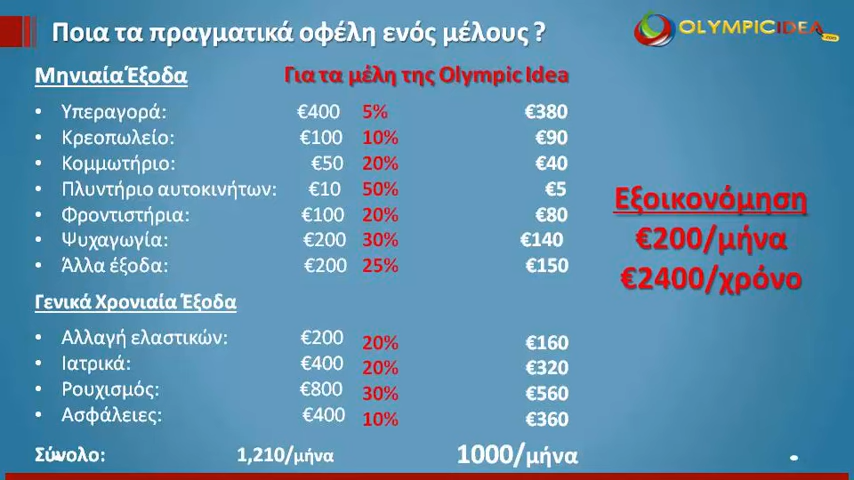 Ποια τα πραγματικά οφέλη ενός μέλους ?
OLYMPICIDEA
Μηνιαία Έξοδα Για τα μέλη της Olympic Idea
• Υπεραγορά: €400 5% €380
• Κρεοπωλείο: €100 10% €90
• Κομμωτήριο: €50 20% €40
• Πλυντήριο αυτοκινήτων: €10 50% €5
• Φροντιστήρια: €100 20% €80
• Ψυχαγωγία: €200 30% €140
• Άλλα έξοδα: €200 25% €150
Εξοικονόμηση
€200/μήνα
€2400/χρόνο
Γενικά Χρονιαία Έξοδα
• Αλλαγή ελαστικών: €200 20% €160
• Ιατρικά: €400 20% €320
• Ρουχισμός: €800 30% €560
• Ασφάλειες: €400 10% €360
Σύνολο: 1,210/μήνα 1000/μήνα